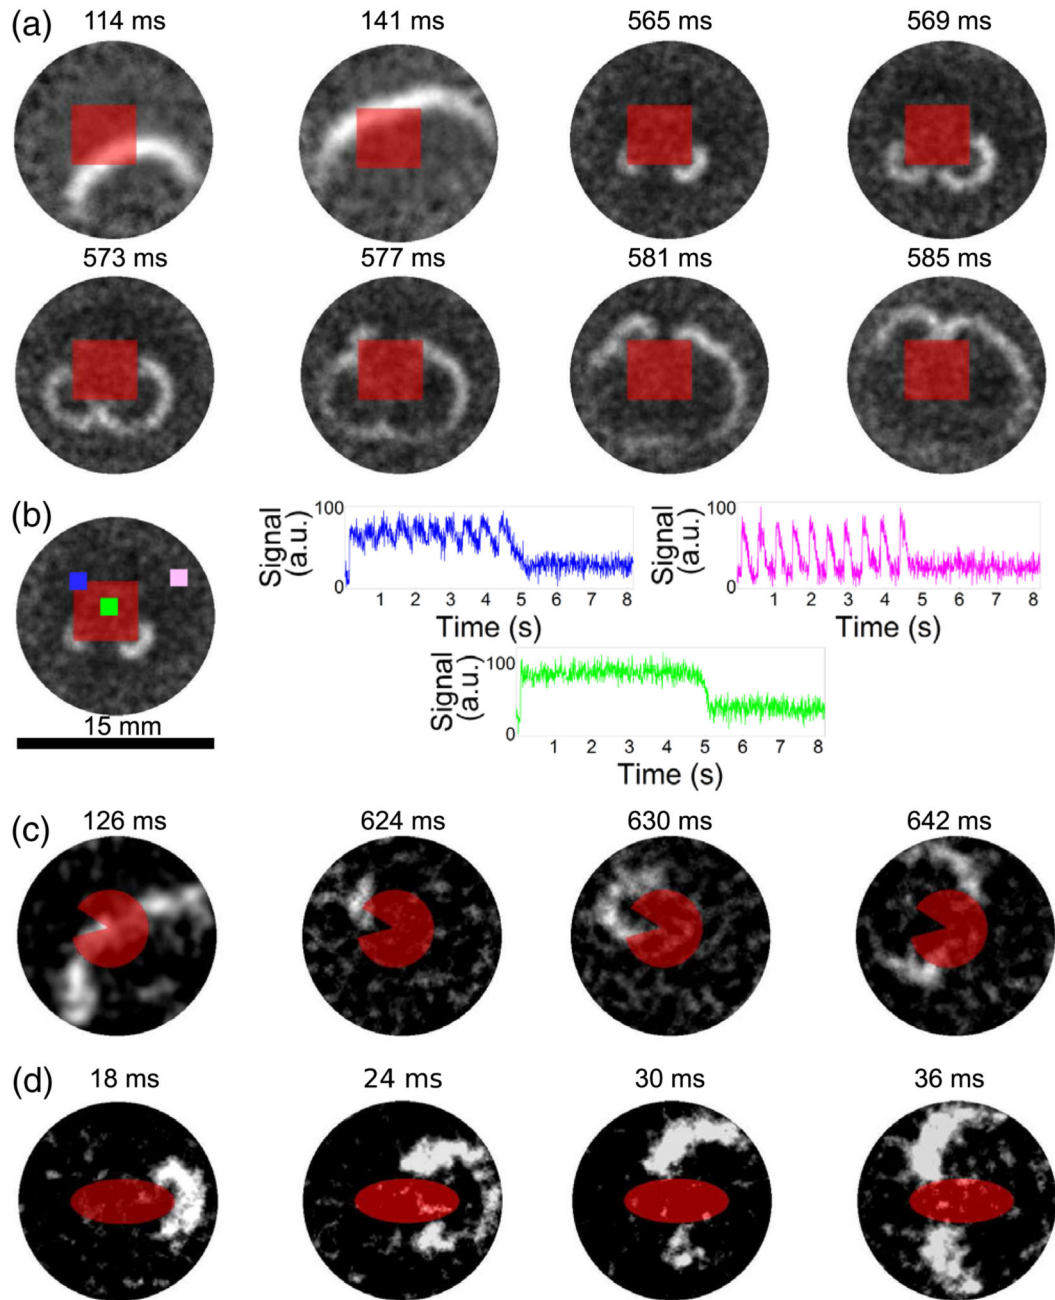 (a)
114 ms 141 ms 565 ms 569 ms
573 ms 577 ms 581 ms 585 ms
(b)
15 mm
100
Signal
(a.u.)
0
1 2 3 4 5 6 7 8
Time (s)
100
Signal
(a.u.)
0
1 2 3 4 5 6 7 8
Time (s)
100
Signal
(a.u.)
0
1 2 3 4 5 6 7 8
Time (s)
(c)
126 ms 624 ms 630 ms 642 ms
(d)
18 ms 24 ms 30 ms 36 ms